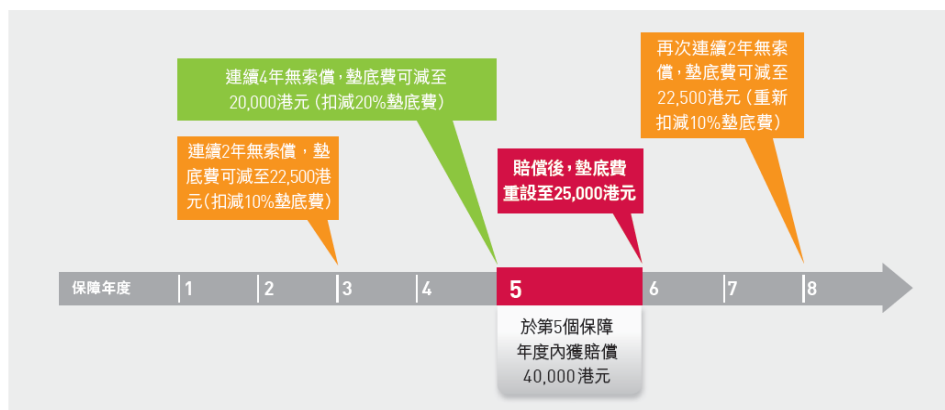 連續4年無索償，墊底費可減至
20,000港元 (扣減20%墊底費)
再次連續2年無索
償，墊底費可減至
22,500港元 (重新
扣減10%墊底費)
連續2年無索償，墊
底費可減至22,500港
元(扣減10%墊底費)
賠償後，墊底費
重設至25,000港元
保障年度 1 2 3 4 5 6 7 8
於第5個保障
年度內獲賠償
40,000港元